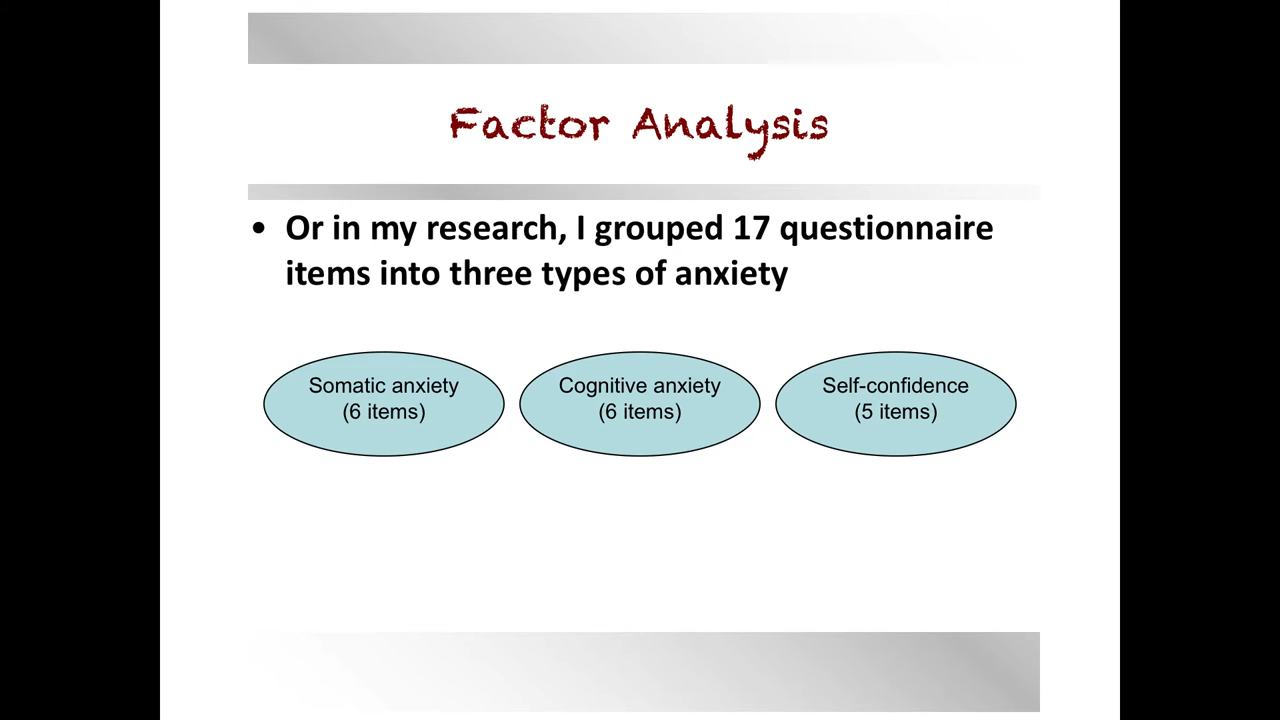 Factor Analysis
• Or in my research, I grouped 17 questionnaire
items into three types of anxiety
Somatic anxiety
(6 items)
Cognitive anxiety
(6 items)
Self-confidence
(5 items)